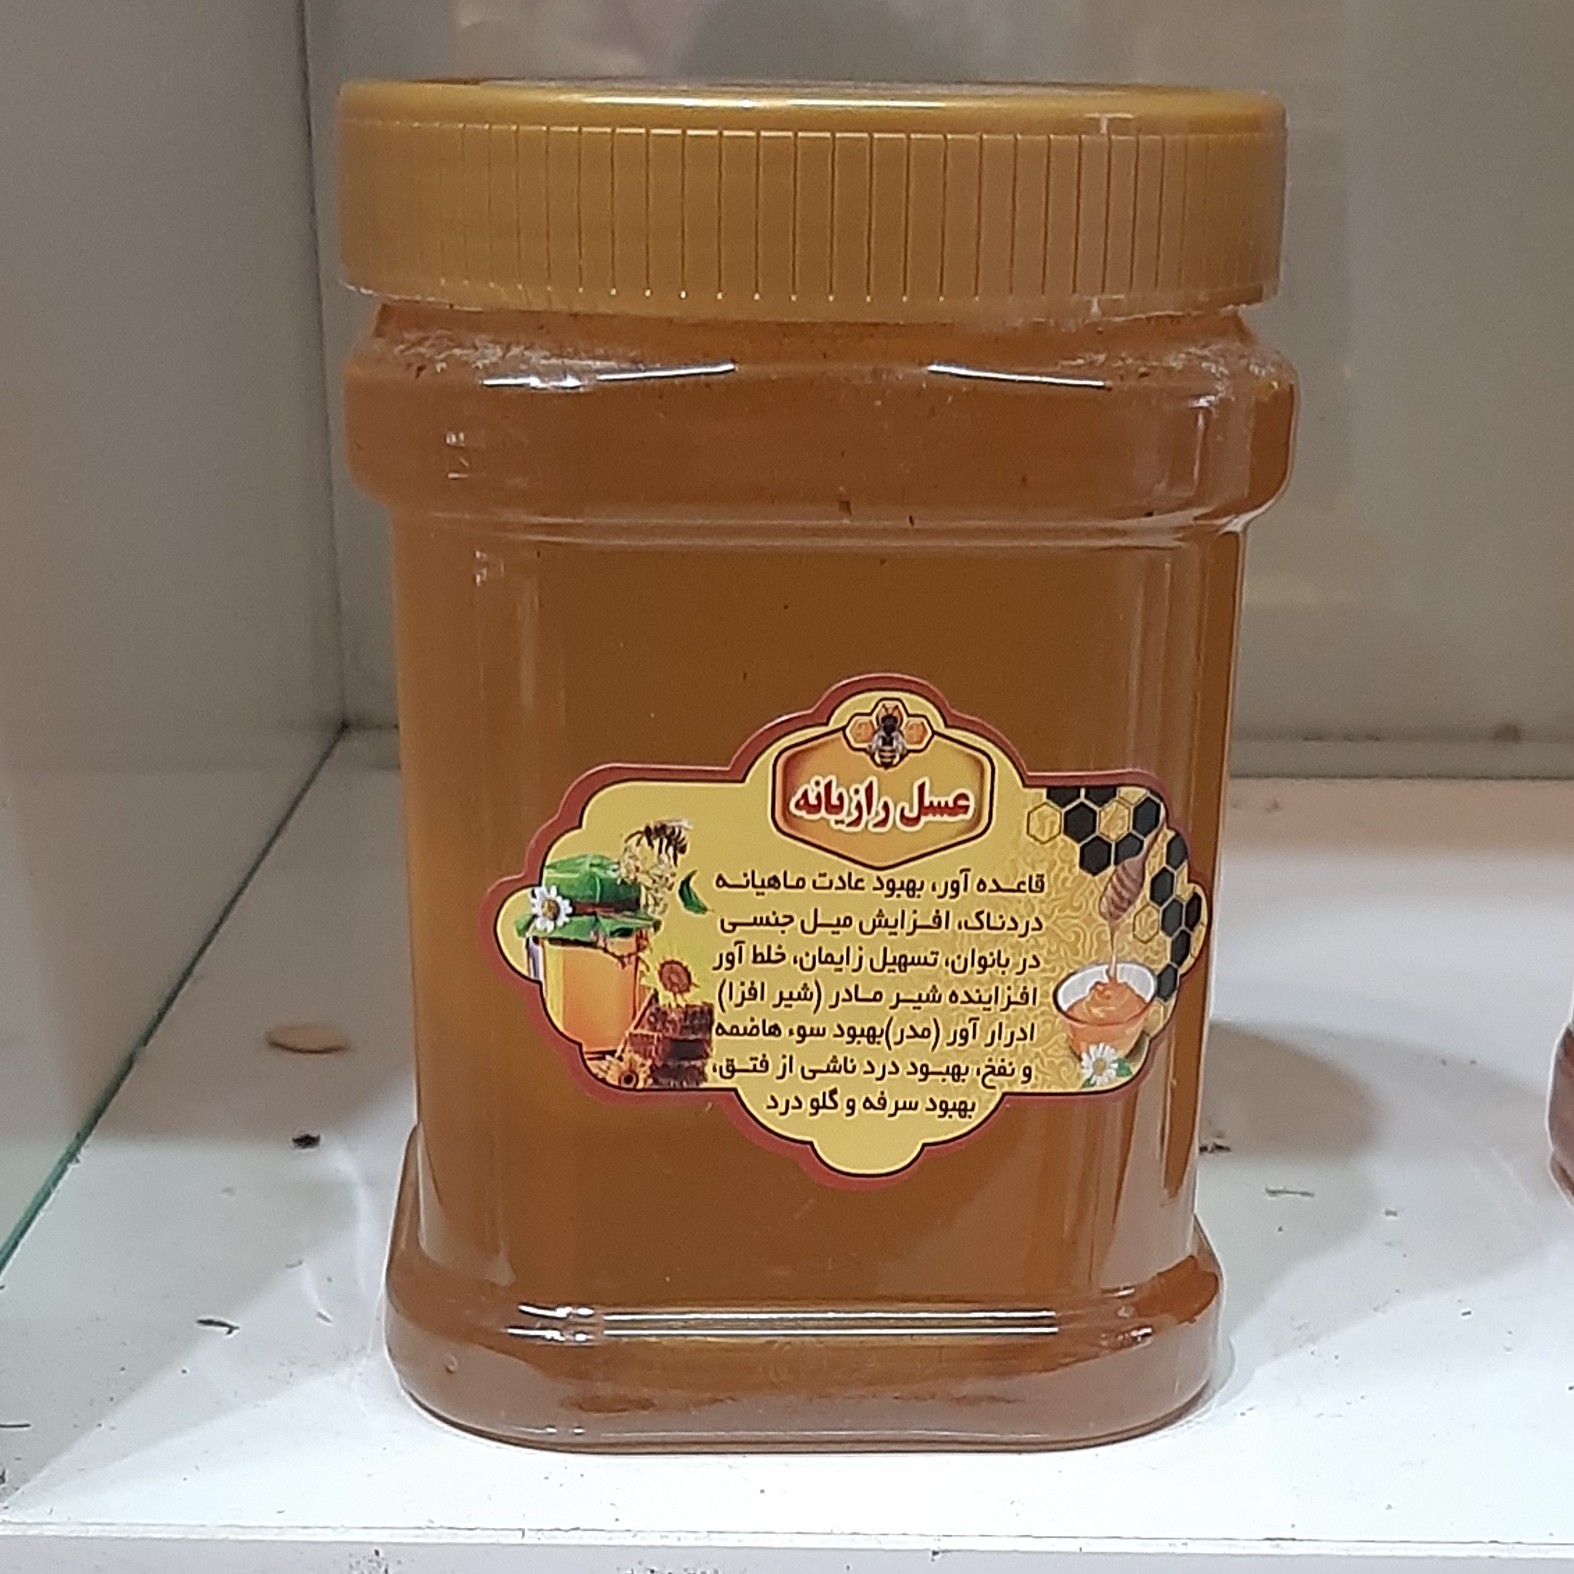 عسل رازیانه
قاعده آور، بهبود عادت ماهیانه
دردناک، افزایش میل جنسی
در بانوان، تسهیل زایمان، خلط آور
افزاینده شیر مادر (شیر افزا)
ادرار آور (مدر)بهبود سوء هاضمه
و نفخ، بهبود درد ناشی از فتق،
بهبود سرفه و گلو درد